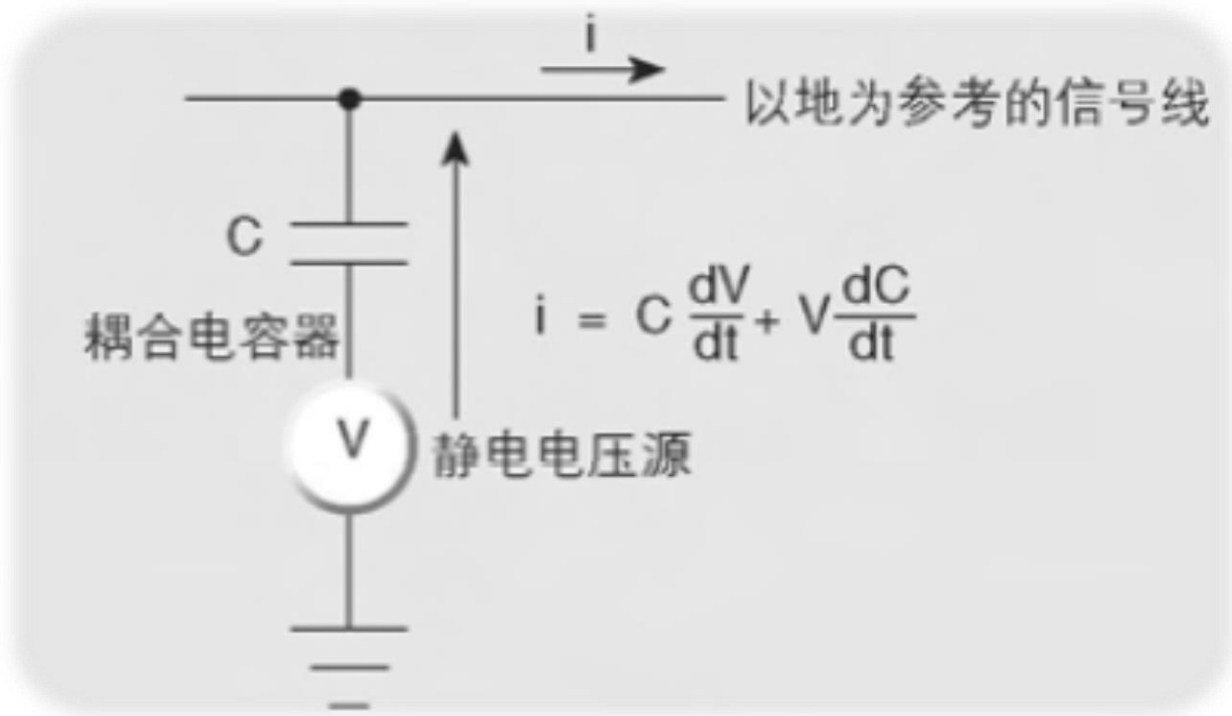 i
以地为参考的信号线
C
i = C dV/dt + V dC/dt
耦合电容器
V
静电电压源